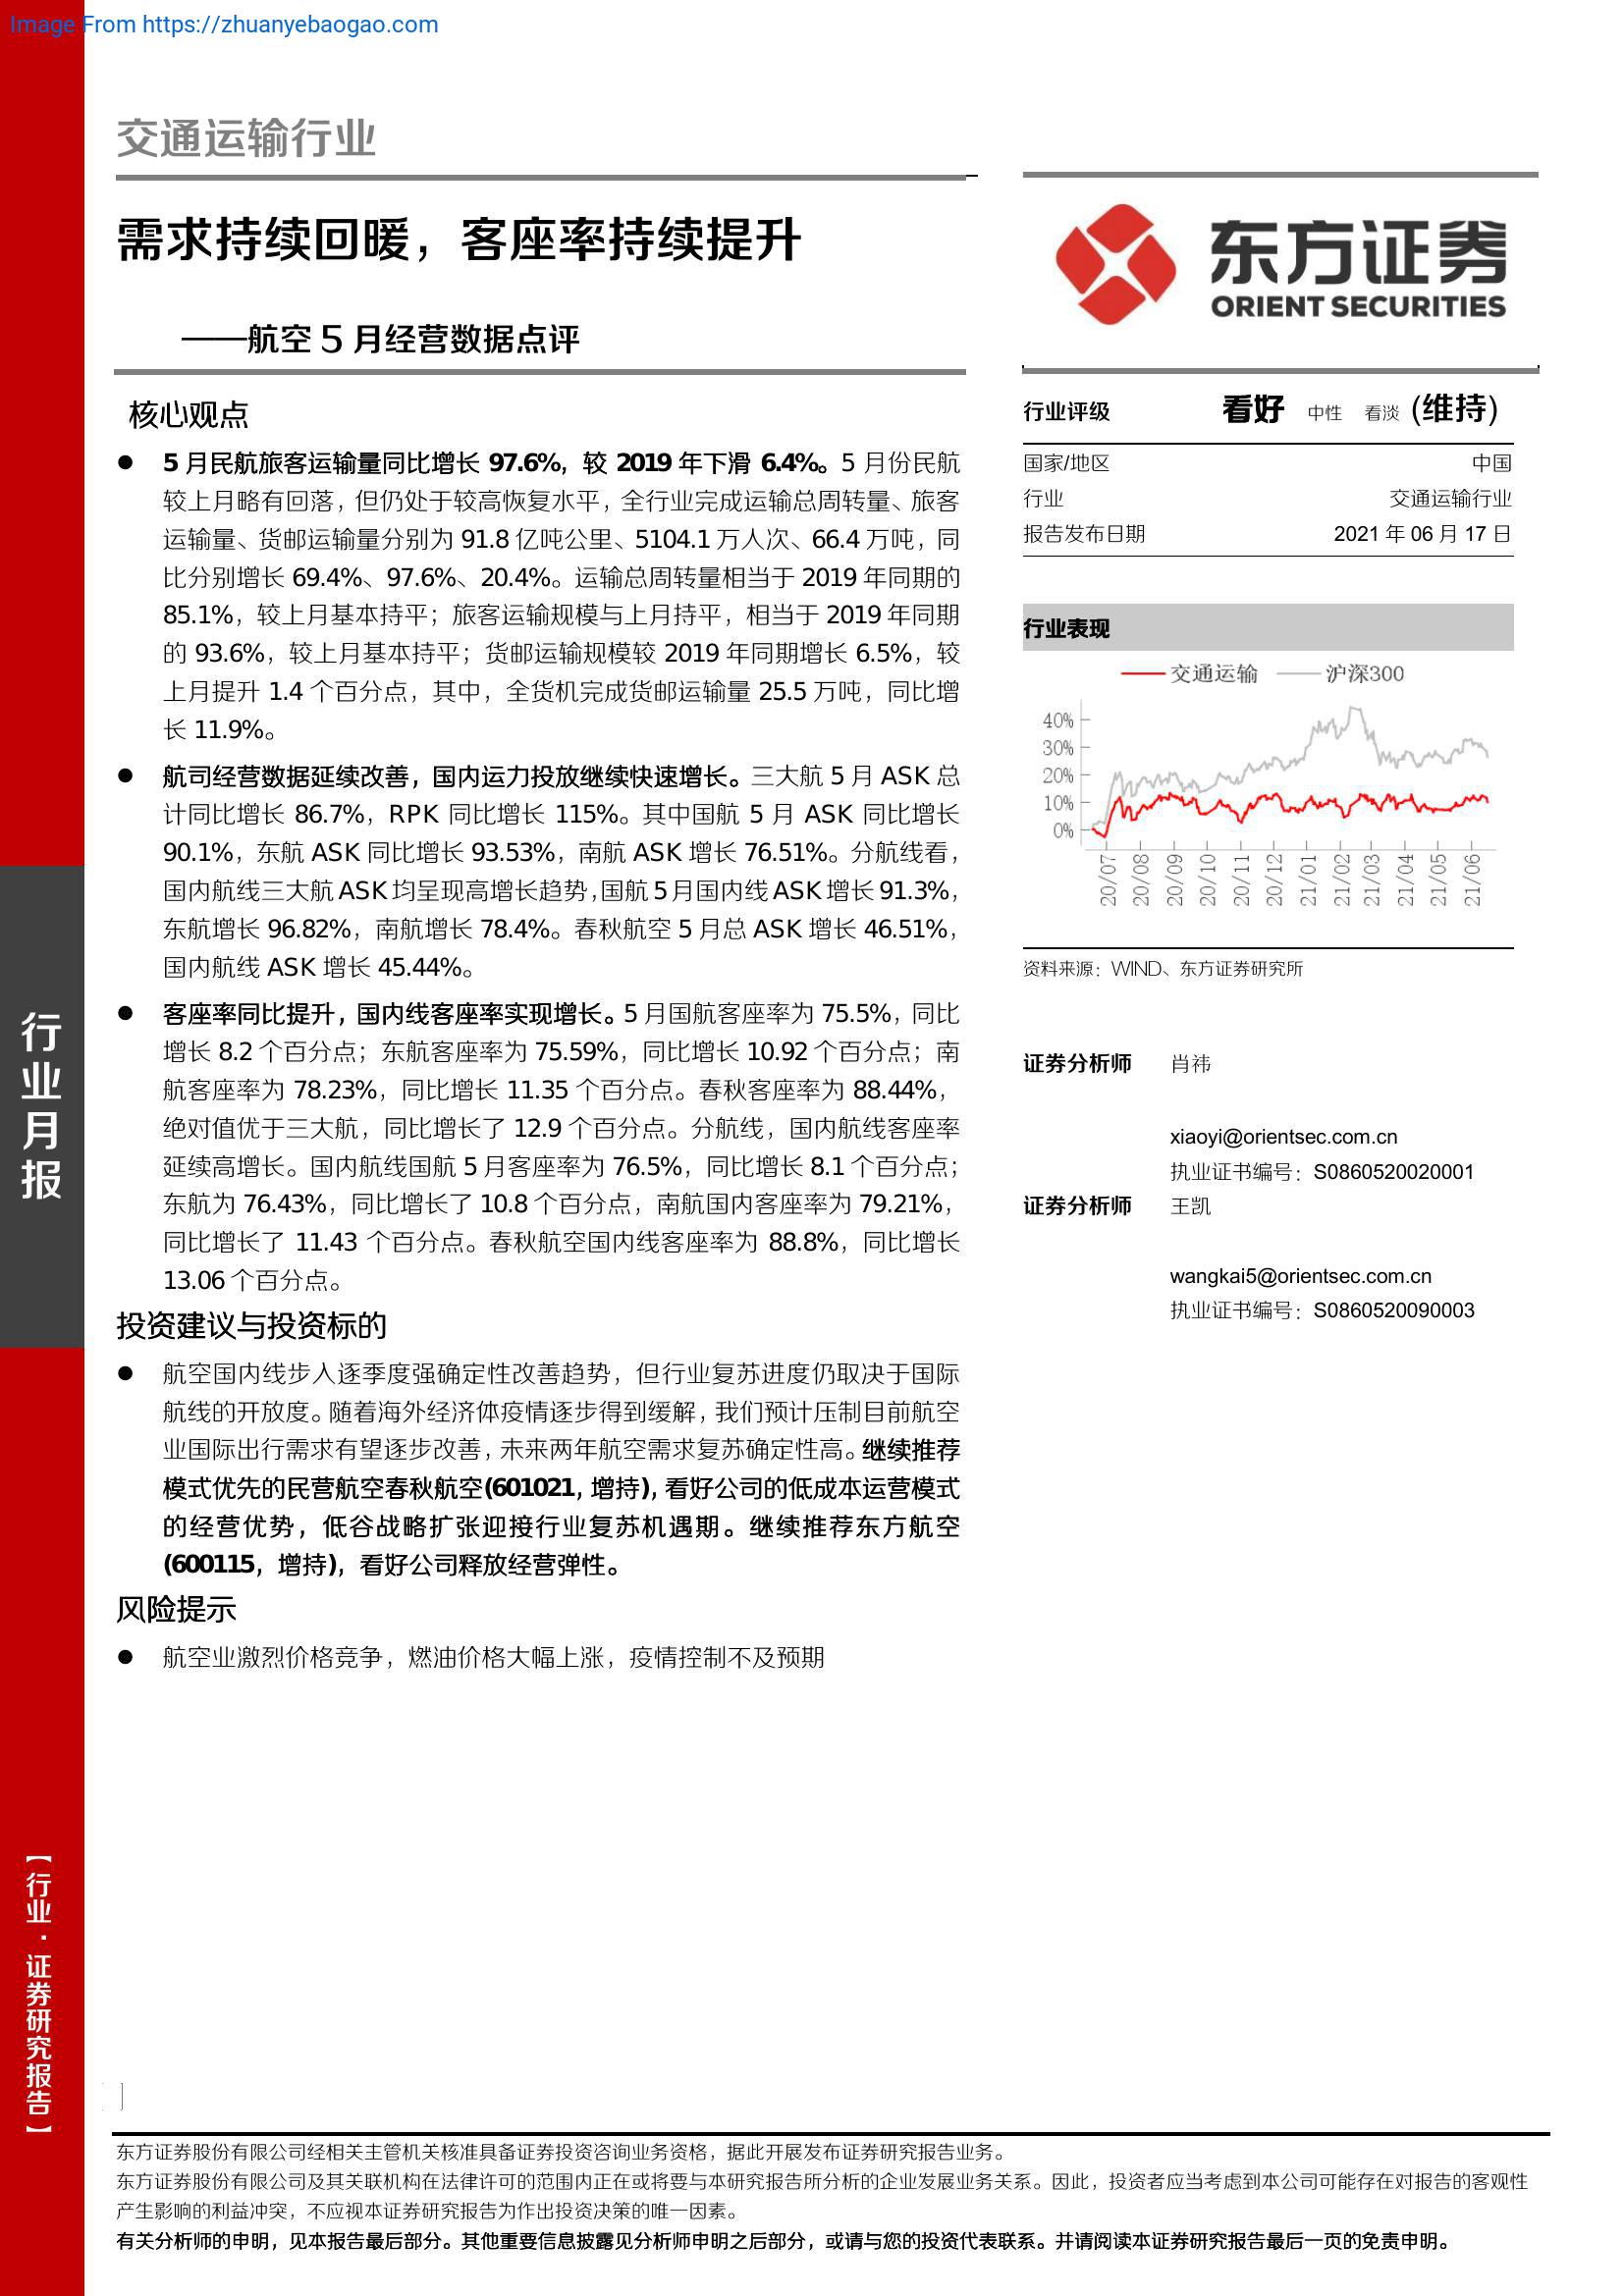 Image From https://zhuanyebaogao.com
交通运输行业
需求持续回暖，客座率持续提升
——航空 5 月经营数据点评
核心观点
● 5 月民航旅客运输量同比增长 97.6%，较 2019 年下滑 6.4%。5 月份民航
较上月略有回落，但仍处于较高恢复水平，全行业完成运输总周转量、旅客
运输量、货邮运输量分别为 91.8 亿吨公里、5104.1 万人次、66.4 万吨，同
比分别增长 69.4%、97.6%、20.4%。运输总周转量相当于 2019 年同期的
85.1%，较上月基本持平；旅客运输规模与上月持平，相当于 2019 年同期
的 93.6%，较上月基本持平；货邮运输规模较 2019 年同期增长 6.5%，较
上月提升 1.4 个百分点，其中，全货机完成货邮运输量 25.5 万吨，同比增
长 11.9%。
● 航司经营数据延续改善，国内运力投放继续快速增长。三大航 5 月 ASK 总
计同比增长 86.7%，RPK 同比增长 115%。其中国航 5 月 ASK 同比增长
90.1%，东航 ASK 同比增长 93.53%，南航 ASK 增长 76.51%。分航线看，
国内航线三大航 ASK 均呈现高增长趋势，国航 5 月国内线 ASK 增长 91.3%，
东航增长 96.82%，南航增长 78.4%。春秋航空 5 月总 ASK 增长 46.51%，
国内航线 ASK 增长 45.44%。
● 客座率同比提升，国内线客座率实现增长。5 月国航客座率为 75.5%，同比
增长 8.2 个百分点；东航客座率为 75.59%，同比增长 10.92 个百分点；南
航客座率为 78.23%，同比增长 11.35 个百分点。春秋客座率为 88.44%，
绝对值优于三大航，同比增长了 12.9 个百分点。分航线，国内航线客座率
延续高增长。国内航线国航 5 月客座率为 76.5%，同比增长 8.1 个百分点；
东航为 76.43%，同比增长了 10.8 个百分点，南航国内客座率为 79.21%，
同比增长了 11.43 个百分点。春秋航空国内线客座率为 88.8%，同比增长
13.06 个百分点。
投资建议与投资标的
● 航空国内线步入逐季度强确定性改善趋势，但行业复苏进度仍取决于国际
航线的开放度。随着海外经济体疫情逐步得到缓解，我们预计压制目前航空
业国际出行需求有望逐步改善，未来两年航空需求复苏确定性高。继续推荐
模式优先的民营航空春秋航空(601021，增持)，看好公司的低成本运营模式
的经营优势，低谷战略扩张迎接行业复苏机遇期。继续推荐东方航空
(600115，增持)，看好公司释放经营弹性。
风险提示
● 航空业激烈价格竞争，燃油价格大幅上涨，疫情控制不及预期
东方证券
ORIENT SECURITIES
行业评级 看好 中性 看淡 (维持)
国家/地区 中国
行业 交通运输行业
报告发布日期 2021 年 06 月 17 日
行业表现
交通运输 沪深300
40%
30%
20%
10%
0%
20/07 20/08 20/09 20/10 20/11 20/12 21/01 21/02 21/03 21/04 21/05 21/06
资料来源：WIND、东方证券研究所
证券分析师 肖祎
xiaoyi@orientsec.com.cn
执业证书编号：S0860520020001
证券分析师 王凯
wangkai5@orientsec.com.cn
执业证书编号：S0860520090003
行业月报
【行业·证券研究报告】
东方证券股份有限公司经相关主管机关核准具备证券投资咨询业务资格，据此开展发布证券研究报告业务。
东方证券股份有限公司及其关联机构在法律许可的范围内正在或将要与本研究报告所分析的企业发展业务关系。因此，投资者应当考虑到本公司可能存在对报告的客观性
产生影响的利益冲突，不应视本证券研究报告为作出投资决策的唯一因素。
有关分析师的申明，见本报告最后部分。其他重要信息披露见分析师申明之后部分，或请与您的投资代表联系。并请阅读本证券研究报告最后一页的免责申明。